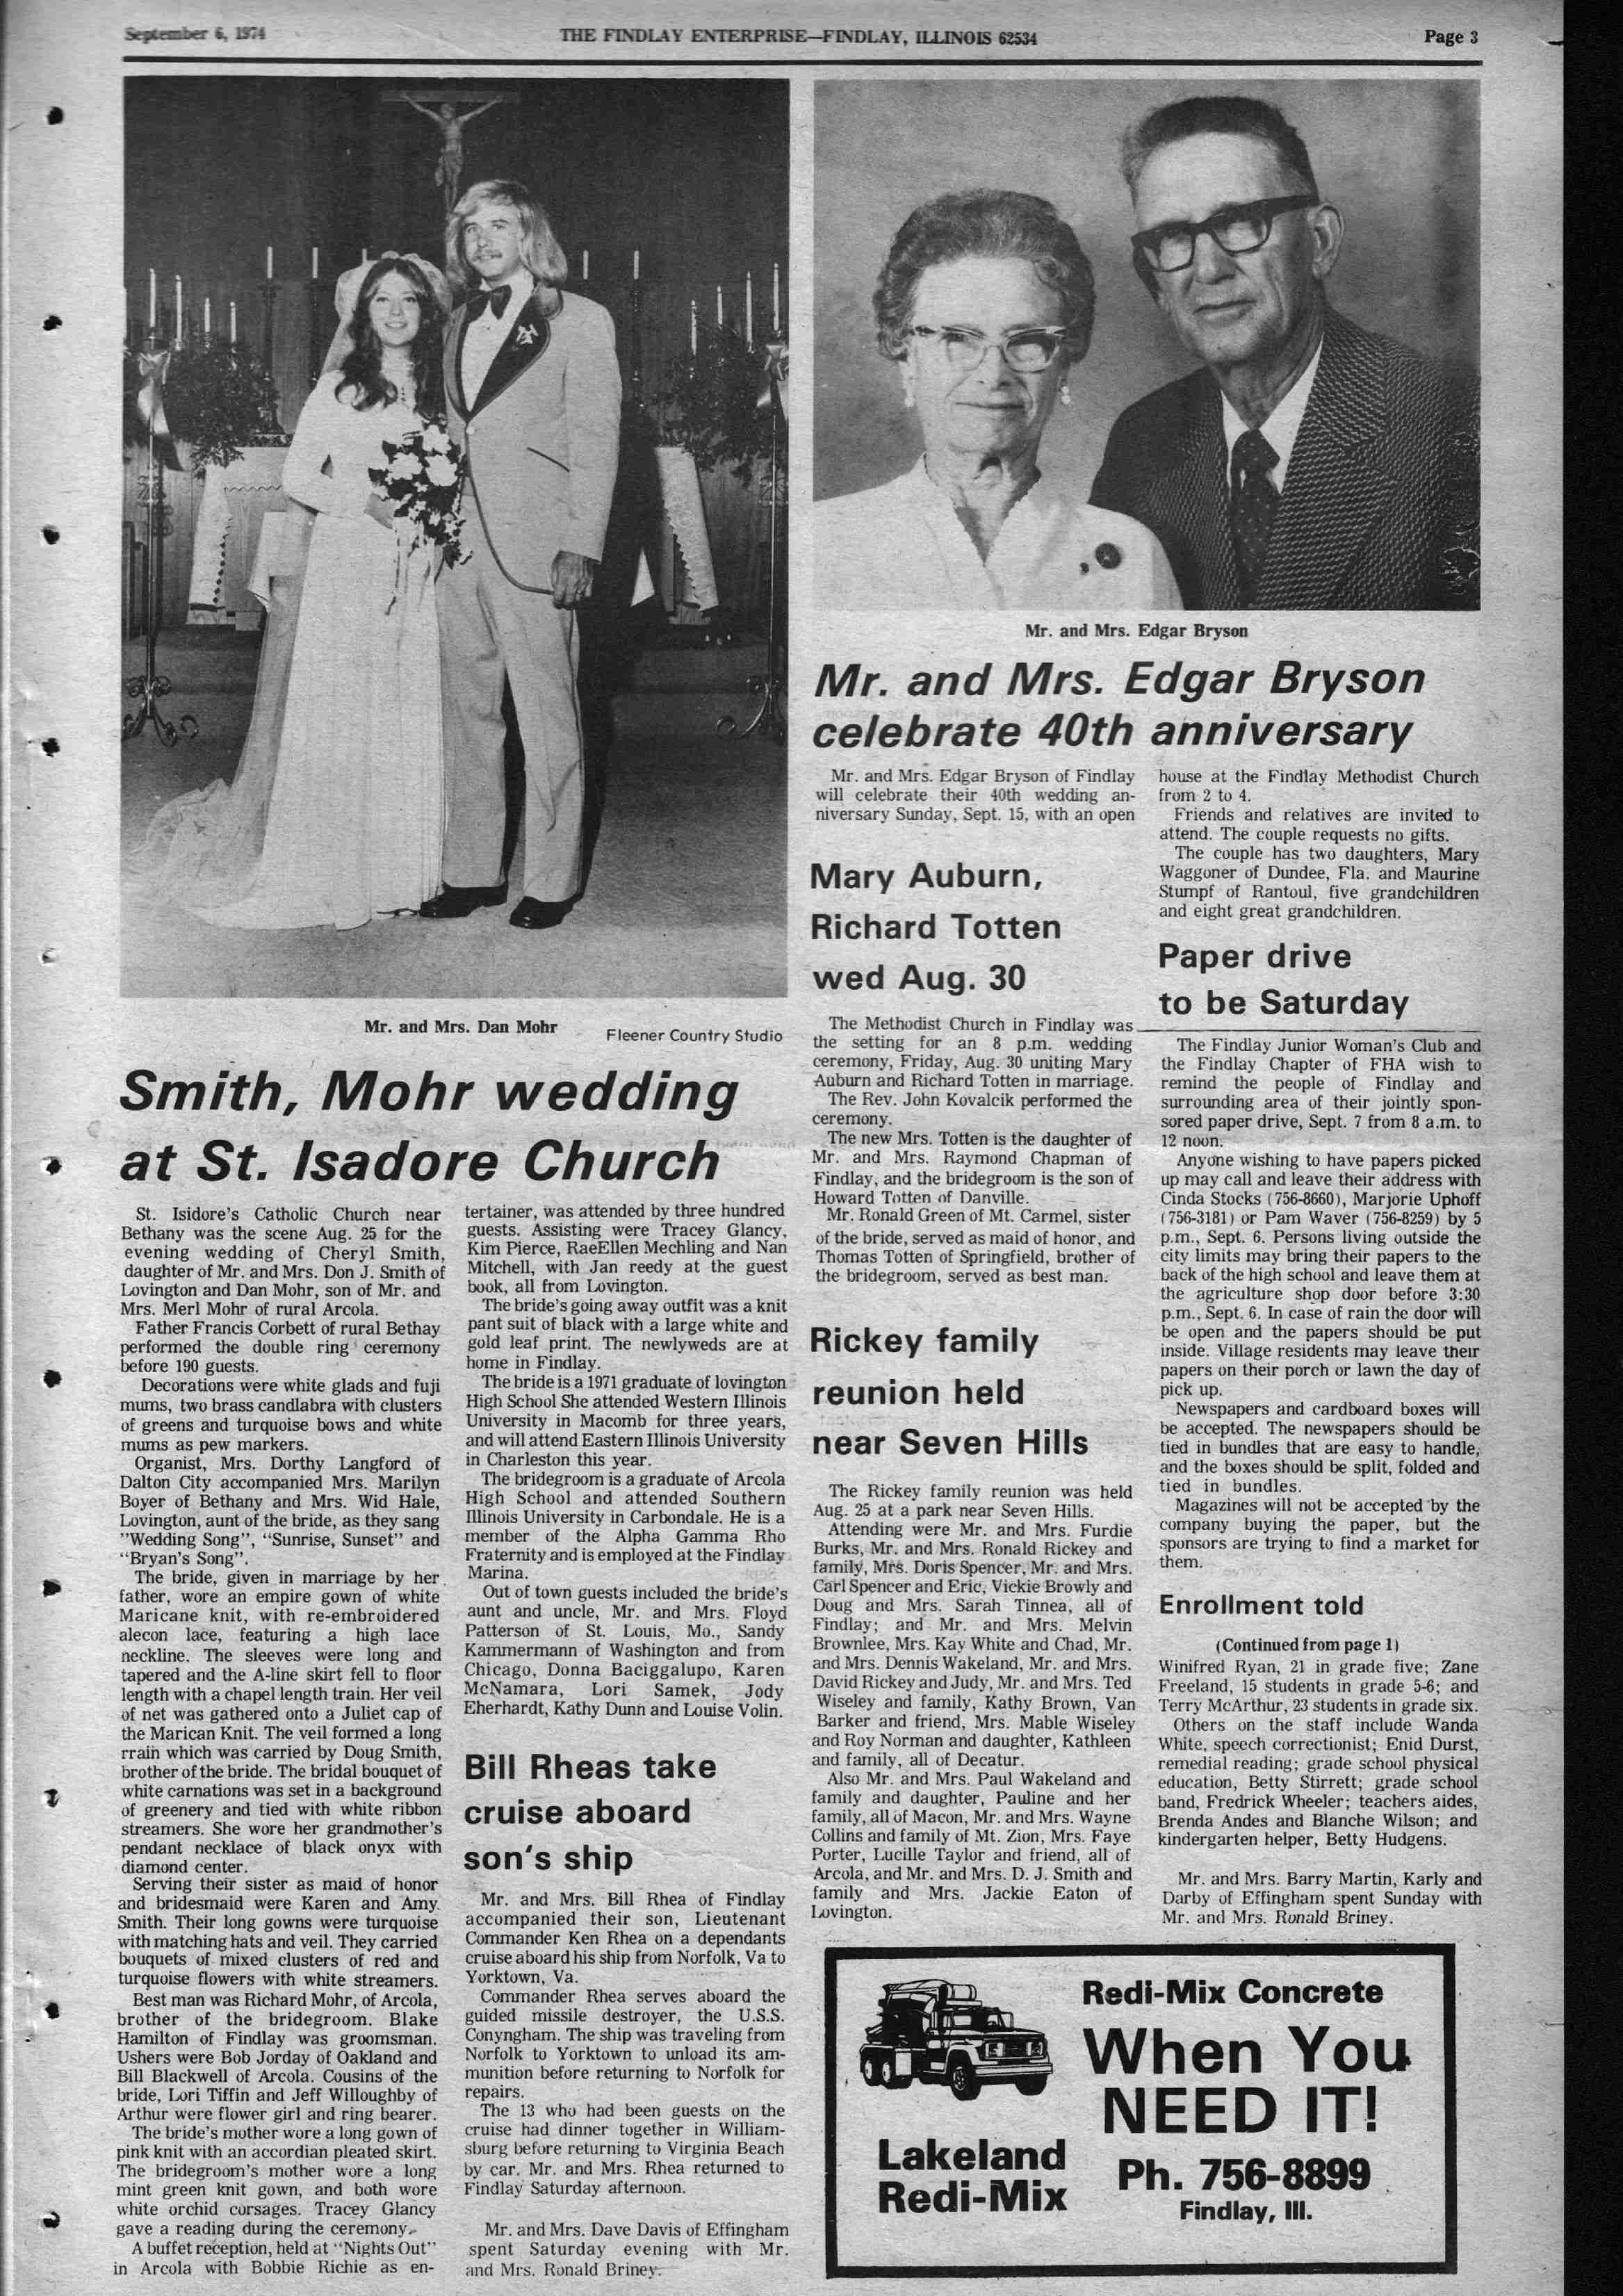 September 6, 1974
THE FINDLAY ENTERPRISE—FINDLAY, ILLINOIS 62534
Page 3
Mr. and Mrs. Dan Mohr
Fleener Country Studio
Smith, Mohr wedding
at St. Isadore Church
St. Isidore's Catholic Church near
Bethany was the scene Aug. 25 for the
evening wedding of Cheryl Smith,
daughter of Mr. and Mrs. Don J. Smith of
Lovington and Dan Mohr, son of Mr. and
Mrs. Merl Mohr of rural Arcola.
Father Francis Corbett of rural Bethay
performed the double ring ceremony
before 190 guests.
Decorations were white glads and fuji
mums, two brass candlabra with clusters
of greens and turquoise bows and white
mums as pew markers.
Organist, Mrs. Dorthy Langford of
Dalton City accompanied Mrs. Marilyn
Boyer of Bethany and Mrs. Wid Hale,
Lovington, aunt of the bride, as they sang
"Wedding Song", "Sunrise, Sunset" and
"Bryan's Song".
The bride, given in marriage by her
father, wore an empire gown of white
Maricane knit, with re-embroidered
alecon lace, featuring a high lace
neckline. The sleeves were long and
tapered and the A-line skirt fell to floor
length with a chapel length train. Her veil
of net was gathered onto a Juliet cap of
the Marican Knit. The veil formed a long
rrain which was carried by Doug Smith,
brother of the bride. The bridal bouquet of
white carnations was set in a background
of greenery and tied with white ribbon
streamers. She wore her grandmother's
pendant necklace of black onyx with
diamond center.
Serving their sister as maid of honor
and bridesmaid were Karen and Amy
Smith. Their long gowns were turquoise
with matching hats and veil. They carried
bouquets of mixed clusters of red and
turquoise flowers with white streamers.
Best man was Richard Mohr, of Arcola,
brother of the bridegroom. Blake
Hamilton of Findlay was groomsman.
Ushers were Bob Jorday of Oakland and
Bill Blackwell of Arcola. Cousins of the
bride, Lori Tiffin and Jeff Willoughby of
Arthur were flower girl and ring bearer.
The bride's mother wore a long gown of
pink knit with an accordian pleated skirt.
The bridegroom's mother wore a long
mint green knit gown, and both wore
white orchid corsages. Tracey Glancy
gave a reading during the ceremony.
A buffet reception, held at "Nights Out"
in Arcola with Bobbie Richie as en-
tertainer, was attended by three hundred
guests. Assisting were Tracey Glancy,
Kim Pierce, RaeEllen Mechling and Nan
Mitchell, with Jan reedy at the guest
book, all from Lovington.
The bride's going away outfit was a knit
pant suit of black with a large white and
gold leaf print. The newlyweds are at
home in Findlay.
The bride is a 1971 graduate of lovington
High School She attended Western Illinois
University in Macomb for three years,
and will attend Eastern Illinois University
in Charleston this year.
The bridegroom is a graduate of Arcola
High School and attended Southern
Illinois University in Carbondale. He is a
member of the Alpha Gamma Rho
Fraternity and is employed at the Findlay
Marina.
Out of town guests included the bride's
aunt and uncle, Mr. and Mrs. Floyd
Patterson of St. Louis, Mo., Sandy
Kammermann of Washington and from
Chicago, Donna Baciggalupo, Karen
McNamara, Lori Samek, Jody
Eherhardt, Kathy Dunn and Louise Volin.
Bill Rheas take
cruise aboard
son's ship
Mr. and Mrs. Bill Rhea of Findlay
accompanied their son, Lieutenant
Commander Ken Rhea on a dependants
cruise aboard his ship from Norfolk, Va to
Yorktown, Va.
Commander Rhea serves aboard the
guided missile destroyer, the U.S.S.
Conyngham. The ship was traveling from
Norfolk to Yorktown to unload its am-
munition before returning to Norfolk for
repairs.
The 13 who had been guests on the
cruise had dinner together in William-
sburg before returning to Virginia Beach
by car. Mr. and Mrs. Rhea returned to
Findlay Saturday afternoon.
Mr. and Mrs. Dave Davis of Effingham
spent Saturday evening with Mr.
and Mrs. Ronald Briney.
Mr. and Mrs. Edgar Bryson
Mr. and Mrs. Edgar Bryson
celebrate 40th anniversary
Mr. and Mrs. Edgar Bryson of Findlay
will celebrate their 40th wedding an-
niversary Sunday, Sept. 15, with an open
house at the Findlay Methodist Church
from 2 to 4.
Friends and relatives are invited to
attend. The couple requests no gifts.
The couple has two daughters, Mary
Waggoner of Dundee, Fla. and Maurine
Stumpf of Rantoul, five grandchildren
and eight great grandchildren.
Mary Auburn,
Richard Totten
wed Aug. 30
The Methodist Church in Findlay was
the setting for an 8 p.m. wedding
ceremony, Friday, Aug. 30 uniting Mary
Auburn and Richard Totten in marriage.
The Rev. John Kovalcik performed the
ceremony.
The new Mrs. Totten is the daughter of
Mr. and Mrs. Raymond Chapman of
Findlay, and the bridegroom is the son of
Howard Totten of Danville.
Mr. Ronald Green of Mt. Carmel, sister
of the bride, served as maid of honor, and
Thomas Totten of Springfield, brother of
the bridegroom, served as best man.
Rickey family
reunion held
near Seven Hills
The Rickey family reunion was held
Aug. 25 at a park near Seven Hills.
Attending were Mr. and Mrs. Furdie
Burks, Mr. and Mrs. Ronald Rickey and
family, Mrs. Doris Spencer, Mr. and Mrs.
Carl Spencer and Eric, Vickie Browly and
Doug and Mrs. Sarah Tinnea, all of
Findlay; and Mr. and Mrs. Melvin
Brownlee, Mrs. Kay White and Chad, Mr.
and Mrs. Dennis Wakeland, Mr. and Mrs.
David Rickey and Judy, Mr. and Mrs. Ted
Wiseley and family, Kathy Brown, Van
Barker and friend, Mrs. Mable Wiseley
and Roy Norman and daughter, Kathleen
and family, all of Decatur.
Also Mr. and Mrs. Paul Wakeland and
family and daughter, Pauline and her
family, all of Macon, Mr. and Mrs. Wayne
Collins and family of Mt. Zion, Mrs. Faye
Porter, Lucille Taylor and friend, all of
Arcola, and Mr. and Mrs. D. J. Smith and
family and Mrs. Jackie Eaton of
Lovington.
Paper drive
to be Saturday
The Findlay Junior Woman's Club and
the Findlay Chapter of FHA wish to
remind the people of Findlay and
surrounding area of their jointly spon-
sored paper drive, Sept. 7 from 8 a.m. to
12 noon.
Anyone wishing to have papers picked
up may call and leave their address with
Cinda Stocks (756-8660), Marjorie Uphoff
(756-3181) or Pam Waver (756-8259) by 5
p.m., Sept. 6. Persons living outside the
city limits may bring their papers to the
back of the high school and leave them at
the agriculture shop door before 3:30
p.m., Sept. 6. In case of rain the door will
be open and the papers should be put
inside. Village residents may leave their
papers on their porch or lawn the day of
pick up.
Newspapers and cardboard boxes will
be accepted. The newspapers should be
tied in bundles that are easy to handle,
and the boxes should be split, folded and
tied in bundles.
Magazines will not be accepted by the
company buying the paper, but the
sponsors are trying to find a market for
them.
Enrollment told
(Continued from page 1)
Winifred Ryan, 21 in grade five; Zane
Freeland, 15 students in grade 5-6; and
Terry McArthur, 23 students in grade six.
Others on the staff include Wanda
White, speech correctionist; Enid Durst,
remedial reading; grade school physical
education, Betty Stirrett; grade school
band, Fredrick Wheeler; teachers aides,
Brenda Andes and Blanche Wilson; and
kindergarten helper, Betty Hudgens.
Mr. and Mrs. Barry Martin, Karly and
Darby of Effingham spent Sunday with
Mr. and Mrs. Ronald Briney.
Redi-Mix Concrete
When You
NEED IT!
Lakeland
Redi-Mix
Ph. 756-8899
Findlay, Ill.